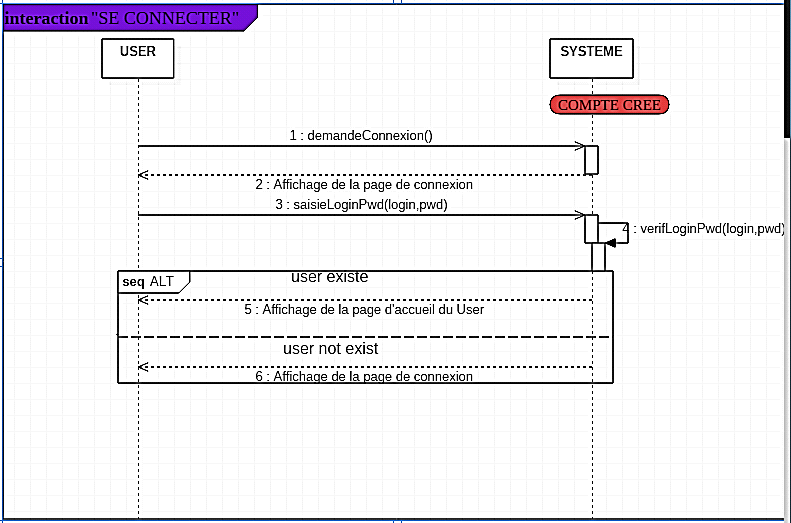 interaction "SE CONNECTER"
USER
SYSTEME
COMPTE CREE
1 : demandeConnexion()
2 : Affichage de la page de connexion
3 : saisieLoginPwd(login,pwd)
4 : verifLoginPwd(login,pwd)
seq ALT
user existe
5 : Affichage de la page d'accueil du User
user not exist
6 : Affichage de la page de connexion